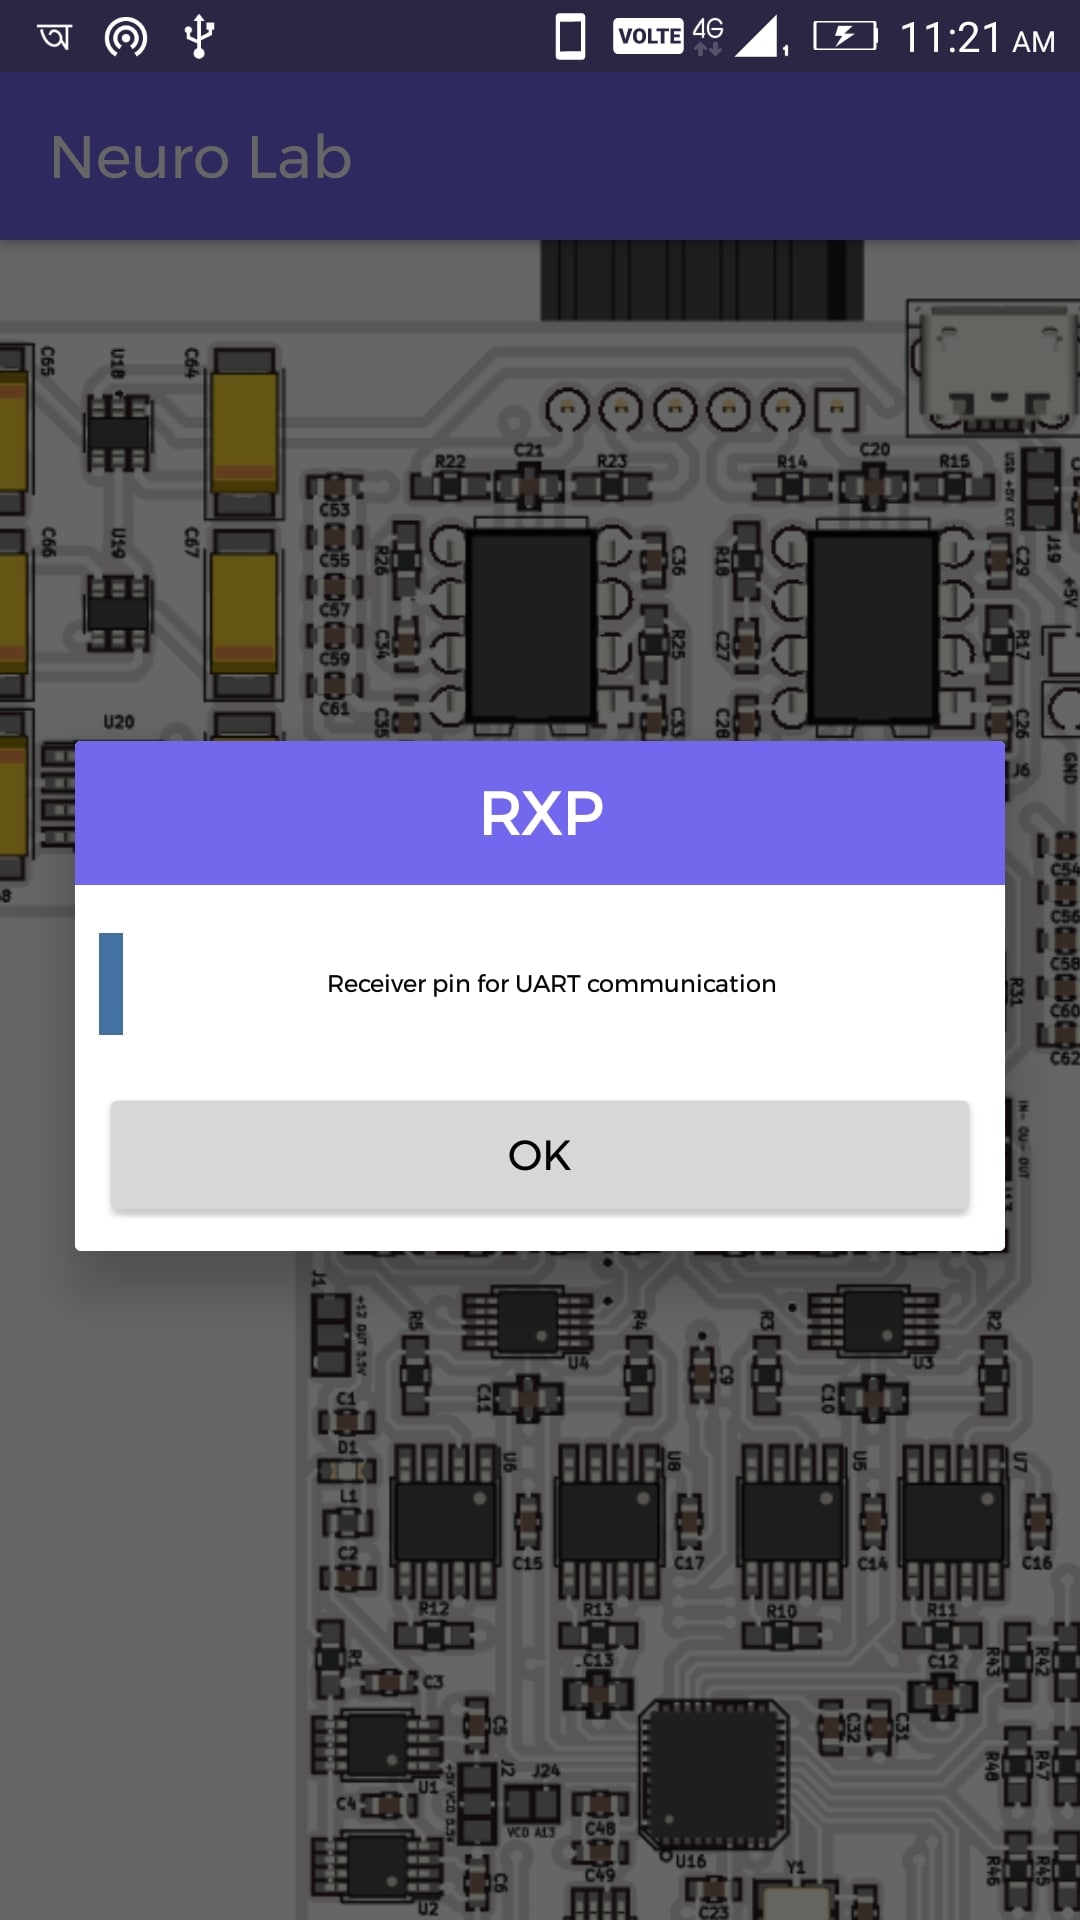 অ VOLTE 4G 1 11:21 AM
Neuro Lab
C65 U18 C64
R22 C21 R23 R14 C20 R15
C66 U19 C67
C53
C55
C57
C59
C61
R26 C36 R18 C29 J19
+5V
C34 R25 C27 R17
C35 C33 C28 C26
U20
J6
GND
RXP
C54
C56
C58
C60
C62
R31
Receiver pin for UART communication
OK
J1
R5 R4 R3 R2
U4 U3
C9
C11 C10
C1
D1
L1
C2
U6 U8 U5 U7
C15 C17 C14 C16
R12 R13 R10 R11
C13 C12
R1 C3
R43 R42
C5 C32 C31
U1 J2 J24
C4
VCO A13
C48
R48 R47
U16
C49
Y1
R46 R45
C6
U2
C23